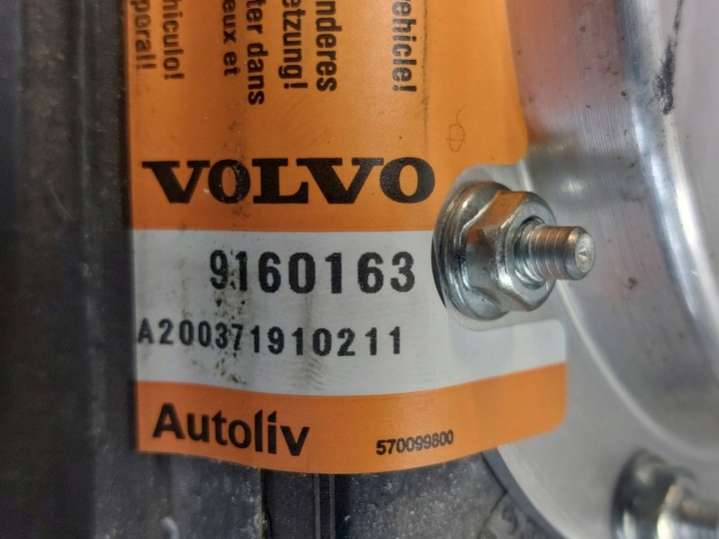 vehicle!
anderes
etzung!
ter dans
eux et
hiculo!
poral!
VOLVO
9160163
A200371910211
Autoliv
570099800